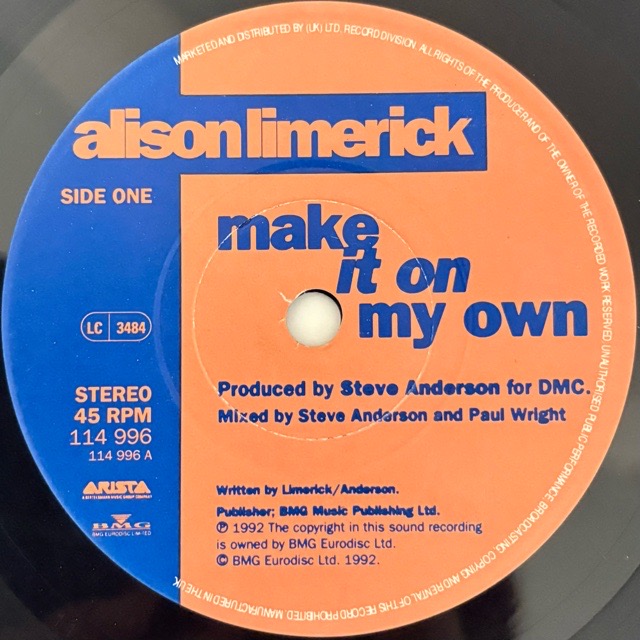 MARKETED AND DISTRIBUTED BY (UK) LTD. RECORD DIVISION. ALL RIGHTS OF THE PRODUCER AND OF THE OWNER OF THE RECORDED WORK RESERVED. UNAUTHORISED PUBLIC PERFORMANCE BROADCASTING COPYING AND RENTAL OF THIS RECORD PROHIBITED. MANUFACTURED IN THE UK
alison limerick
SIDE ONE
make
it on
my own
LC 3484
Produced by Steve Anderson for DMC.
Mixed by Steve Anderson and Paul Wright
STEREO
45 RPM
114 996
114 996 A
ARISTA
BMG
BMG EURODISC LIMITED
Written by Limerick/Anderson.
Publisher; BMG Music Publishing Ltd.
℗ 1992 The copyright in this sound recording
is owned by BMG Eurodisc Ltd.
© BMG Eurodisc Ltd. 1992.